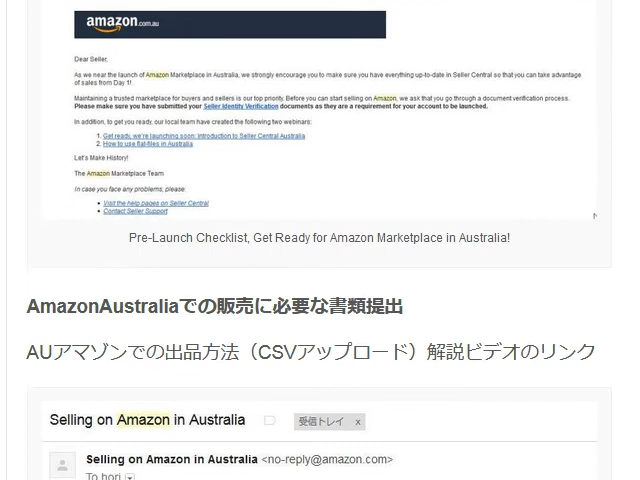 amazon.com.au
Dear Seller,
As we near the launch of Amazon Marketplace in Australia, we strongly encourage you to make sure you have everything up-to-date in Seller Central so that you can take advantage
of sales from Day 1!
Maintaining a trusted marketplace for buyers and sellers is our top priority. Before you can start selling on Amazon, we ask that you go through a document verification process.
Please make sure you have submitted your Seller Identity Verification documents as they are a requirement for your account to be launched.
In addition, to get you ready, our local team have created the following two webinars:
1. Get ready, we're launching soon: Introduction to Seller Central Australia
2. How to use flat-files in Australia
Let's Make History!
The Amazon Marketplace Team
In case you face any problems, please:
• Visit the help pages on Seller Central
• Contact Seller Support
Pre-Launch Checklist, Get Ready for Amazon Marketplace in Australia!
AmazonAustraliaでの販売に必要な書類提出
AUアマゾンでの出品方法（CSVアップロード）解説ビデオのリンク
Selling on Amazon in Australia 受信トレイ x
Selling on Amazon in Australia <no-reply@amazon.com>
To hori